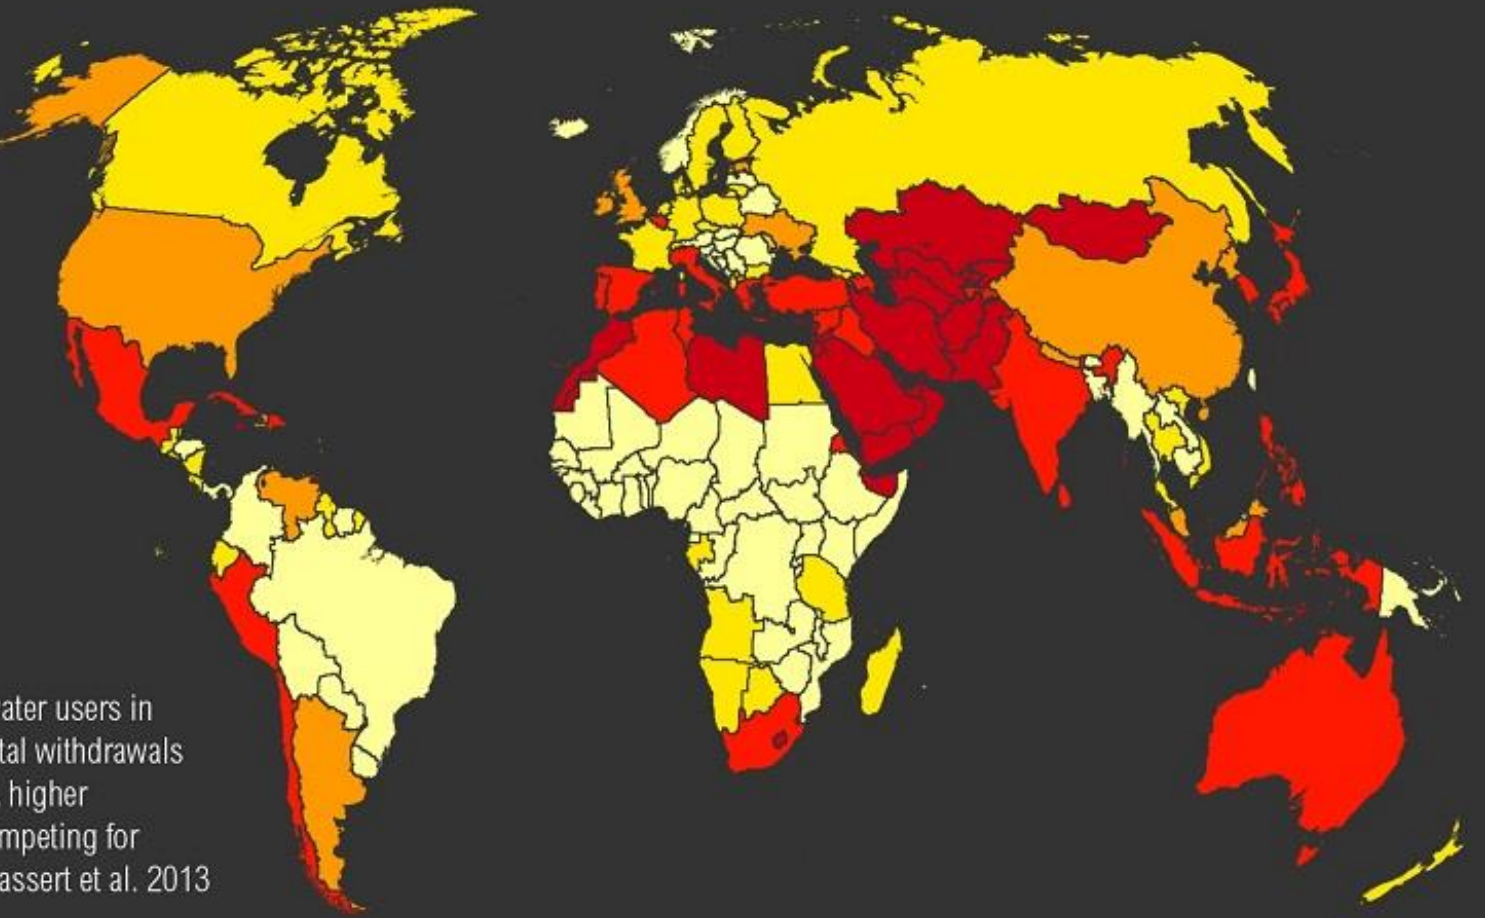 ater users in
tal withdrawals
higher
mpeting for
assert et al. 2013